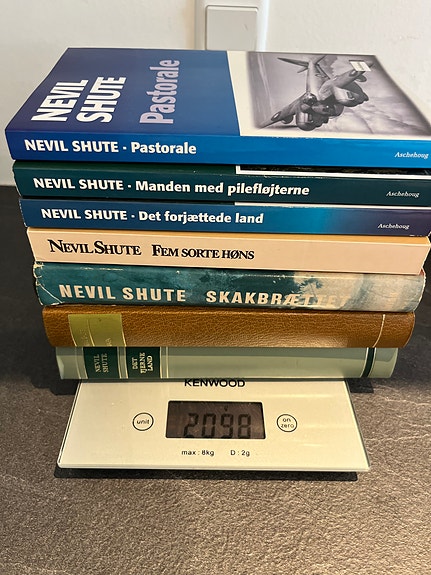 NEVIL
SHUTE
Pastorale
NEVIL SHUTE · Pastorale
Aschehoug
NEVIL SHUTE · Manden med pilefløjterne
Aschehoug
NEVIL SHUTE · Det forjættede land
Aschehoug
NEVIL SHUTE FEM SORTE HØNS
NEVIL SHUTE SKAKBRÆTTET
NEVIL
SHUTE
DET
FJERNE
LAND
KENWOOD
unit
2098
on
zero
max : 8kg D : 2g